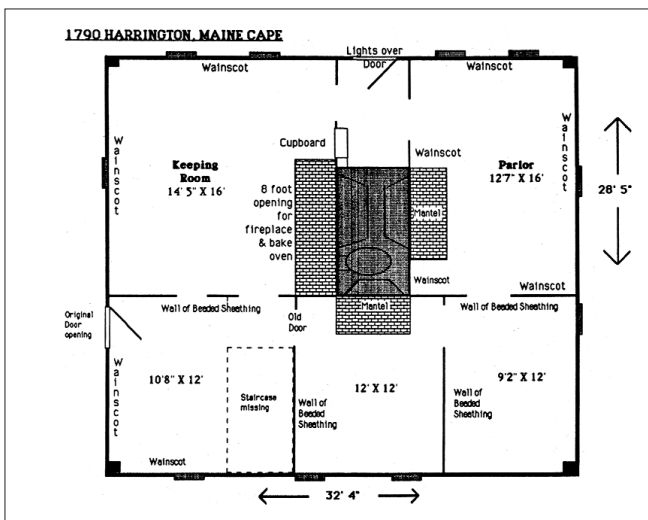 1790 HARRINGTON, MAINE CAPE
Lights over
Door
Wainscot
Wainscot
Wainscot
Cupboard
Wainscot
Wainscot
Keeping
Room
14' 5" X 16'
8 foot
opening
for
fireplace
& bake
oven
Mantel
Parlor
12'7" X 16'
28' 5"
Wainscot
Wainscot
Original
Door
opening
Wall of Beaded Sheathing
Old
Door
Mantel
Wall of Beaded Sheathing
Wainscot
10'8" X 12'
Staircase
missing
Wall of
Beaded
Sheathing
12' X 12'
Wall of
Beaded
Sheathing
9'2" X 12'
Wainscot
32' 4"